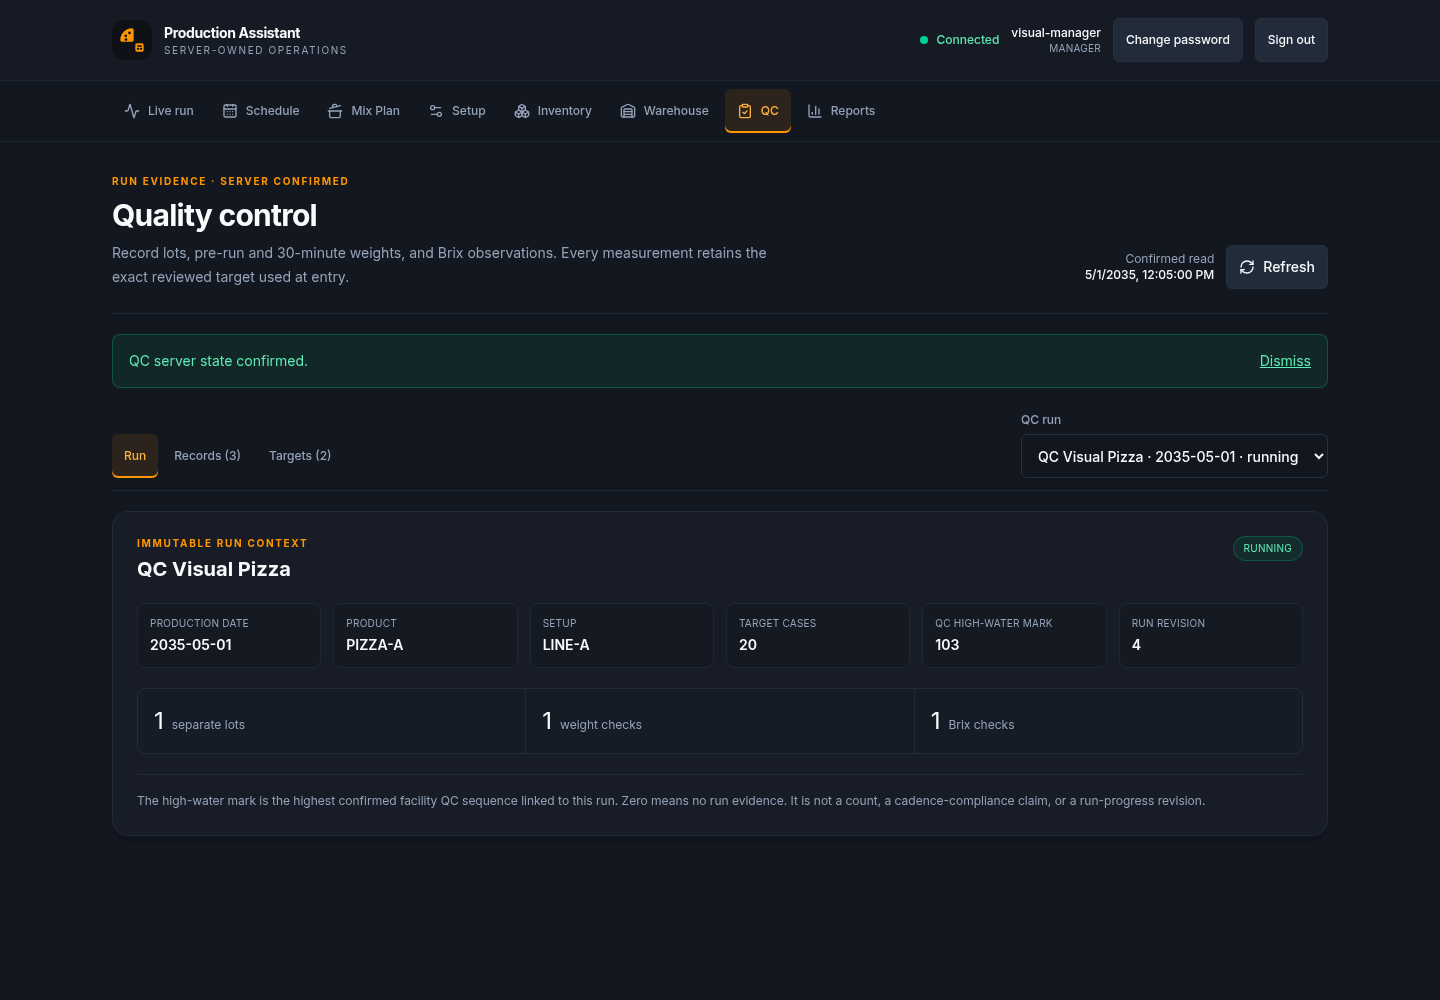 Production Assistant
SERVER-OWNED OPERATIONS
Connected
visual-manager
MANAGER
Change password
Sign out
Live run
Schedule
Mix Plan
Setup
Inventory
Warehouse
QC
Reports
RUN EVIDENCE · SERVER CONFIRMED
Quality control
Record lots, pre-run and 30-minute weights, and Brix observations. Every measurement retains the
exact reviewed target used at entry.
Confirmed read
5/1/2035, 12:05:00 PM
Refresh
QC server state confirmed.
Dismiss
QC run
Run
Records (3)
Targets (2)
QC Visual Pizza · 2035-05-01 · running
IMMUTABLE RUN CONTEXT
QC Visual Pizza
RUNNING
PRODUCTION DATE
2035-05-01
PRODUCT
PIZZA-A
SETUP
LINE-A
TARGET CASES
20
QC HIGH-WATER MARK
103
RUN REVISION
4
1 separate lots
1 weight checks
1 Brix checks
The high-water mark is the highest confirmed facility QC sequence linked to this run. Zero means no run evidence. It is not a count, a cadence-compliance claim, or a run-progress revision.